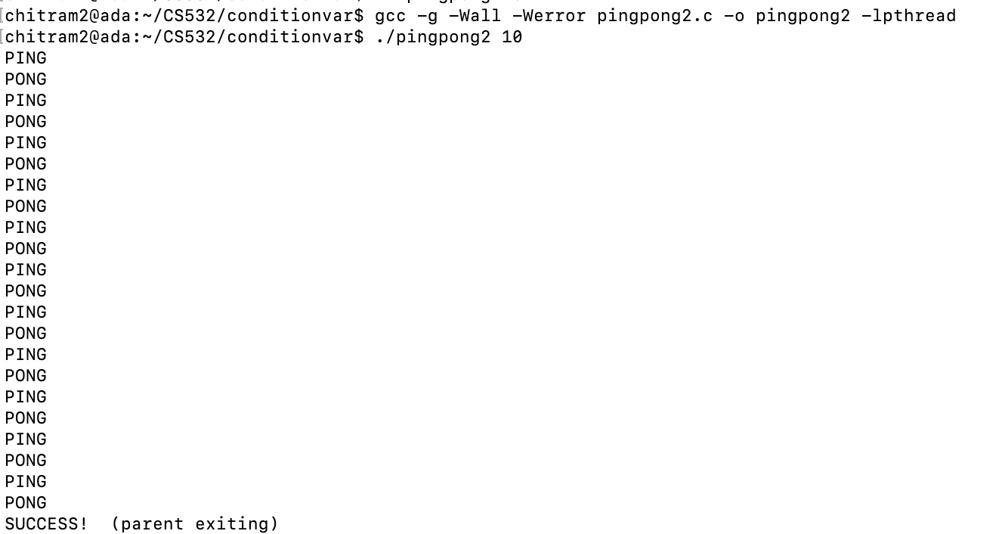 [chitram2@ada:~/CS532/conditionvar$ gcc -g -Wall -Werror pingpong2.c -o pingpong2 -lpthread
[chitram2@ada:~/CS532/conditionvar$ ./pingpong2 10
PING
PONG
PING
PONG
PING
PONG
PING
PONG
PING
PONG
PING
PONG
PING
PONG
PING
PONG
PING
PONG
PING
PONG
PING
PONG
SUCCESS!  (parent exiting)